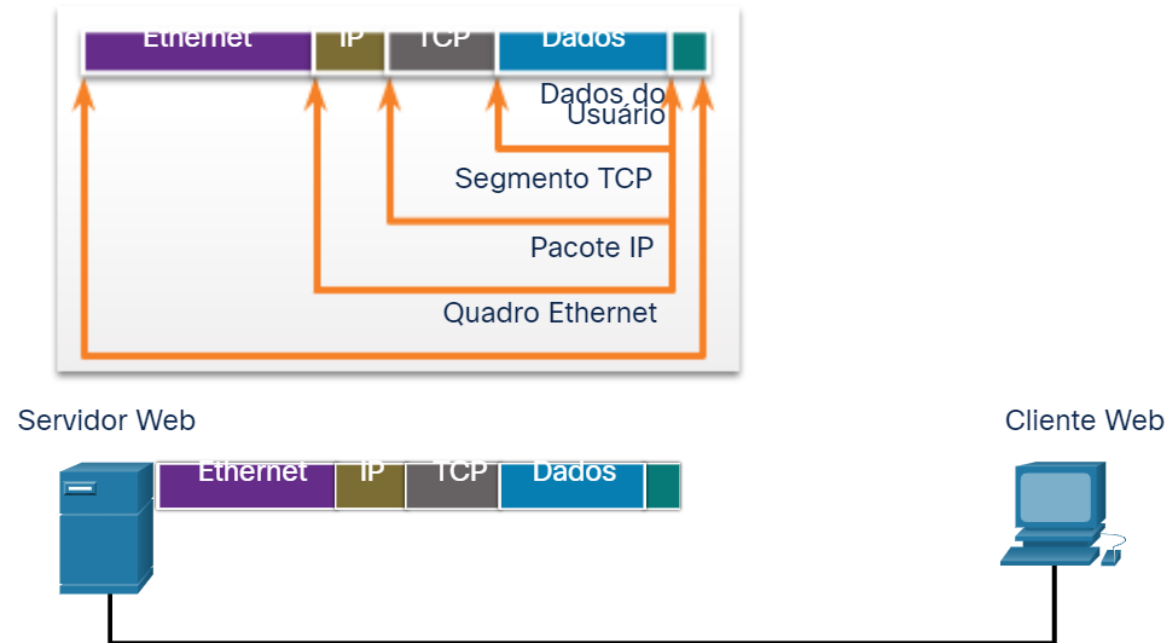 Ethernet IP TCP Dados
Dados do
Usuário
Segmento TCP
Pacote IP
Quadro Ethernet
Servidor Web
Cliente Web
Ethernet IP TCP Dados